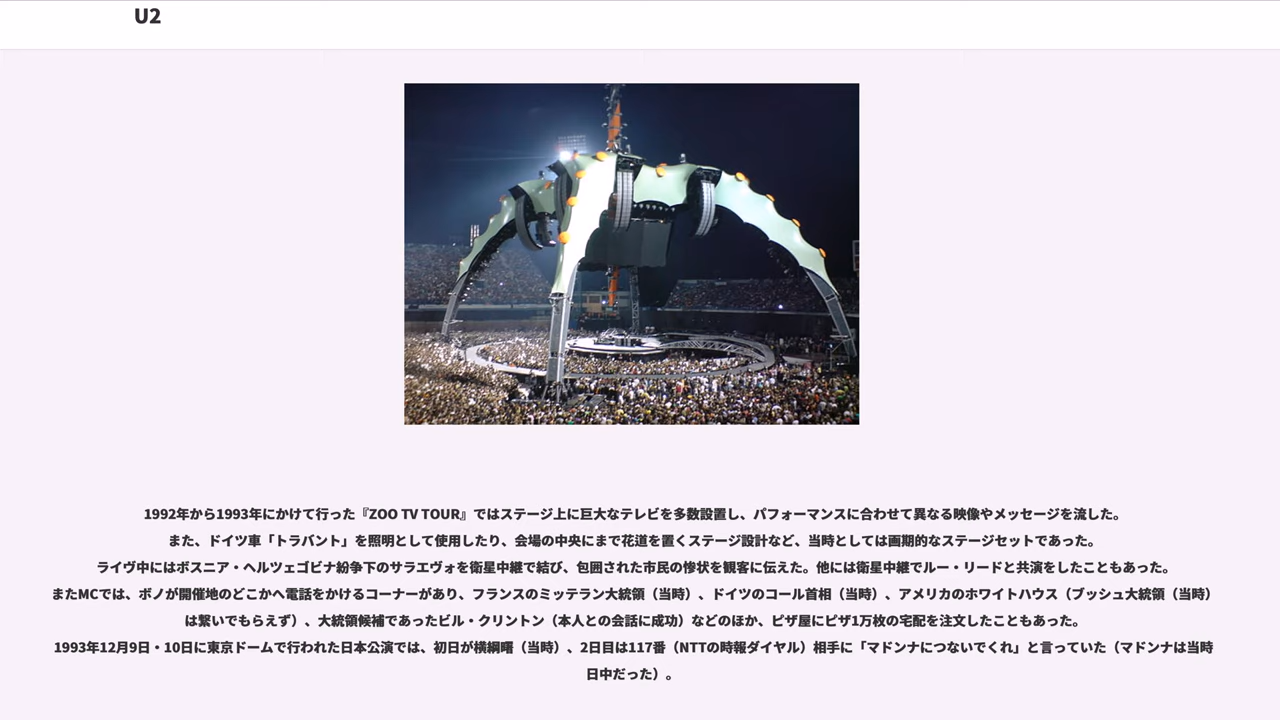 U2
1992年から1993年にかけて行った『ZOO TV TOUR』ではステージ上に巨大なテレビを多数設置し、パフォーマンスに合わせて異なる映像やメッセージを流した。
また、ドイツ車「トラバント」を照明として使用したり、会場の中央にまで花道を置くステージ設計など、当時としては画期的なステージセットであった。
ライヴ中にはボスニア・ヘルツェゴビナ紛争下のサラエヴォを衛星中継で結び、包囲された市民の惨状を観客に伝えた。他には衛星中継でルー・リードと共演をしたこともあった。
またMCでは、ボノが開催地のどこかへ電話をかけるコーナーがあり、フランスのミッテラン大統領（当時）、ドイツのコール首相（当時）、アメリカのホワイトハウス（ブッシュ大統領（当時）
は繋いでもらえず）、大統領候補であったビル・クリントン（本人との会話に成功）などのほか、ピザ屋にピザ1万枚の宅配を注文したこともあった。
1993年12月9日・10日に東京ドームで行われた日本公演では、初日が横綱曙（当時）、2日目は117番（NTTの時報ダイヤル）相手に「マドンナにつないでくれ」と言っていた（マドンナは当時
日中だった）。